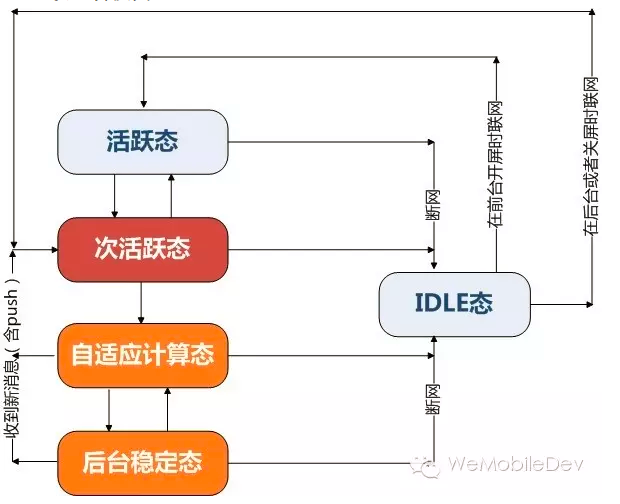 活跃态
次活跃态
自适应计算态
后台稳定态
IDLE态
断网
断网
在前台开屏时联网
在后台或者关屏时联网
收到新消息（含push）
WeMobileDev